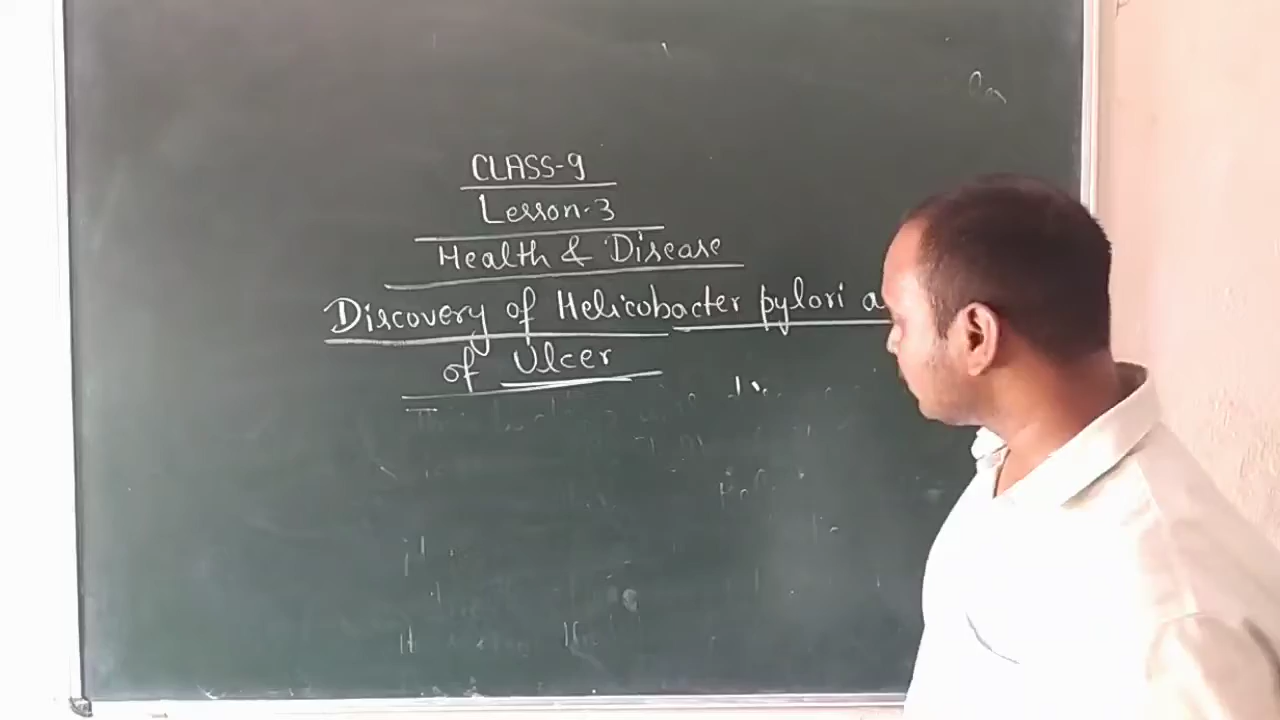 CLASS-9
Lesson-3
Health & Disease
Discovery of Helicobacter pylori
of Ulcer